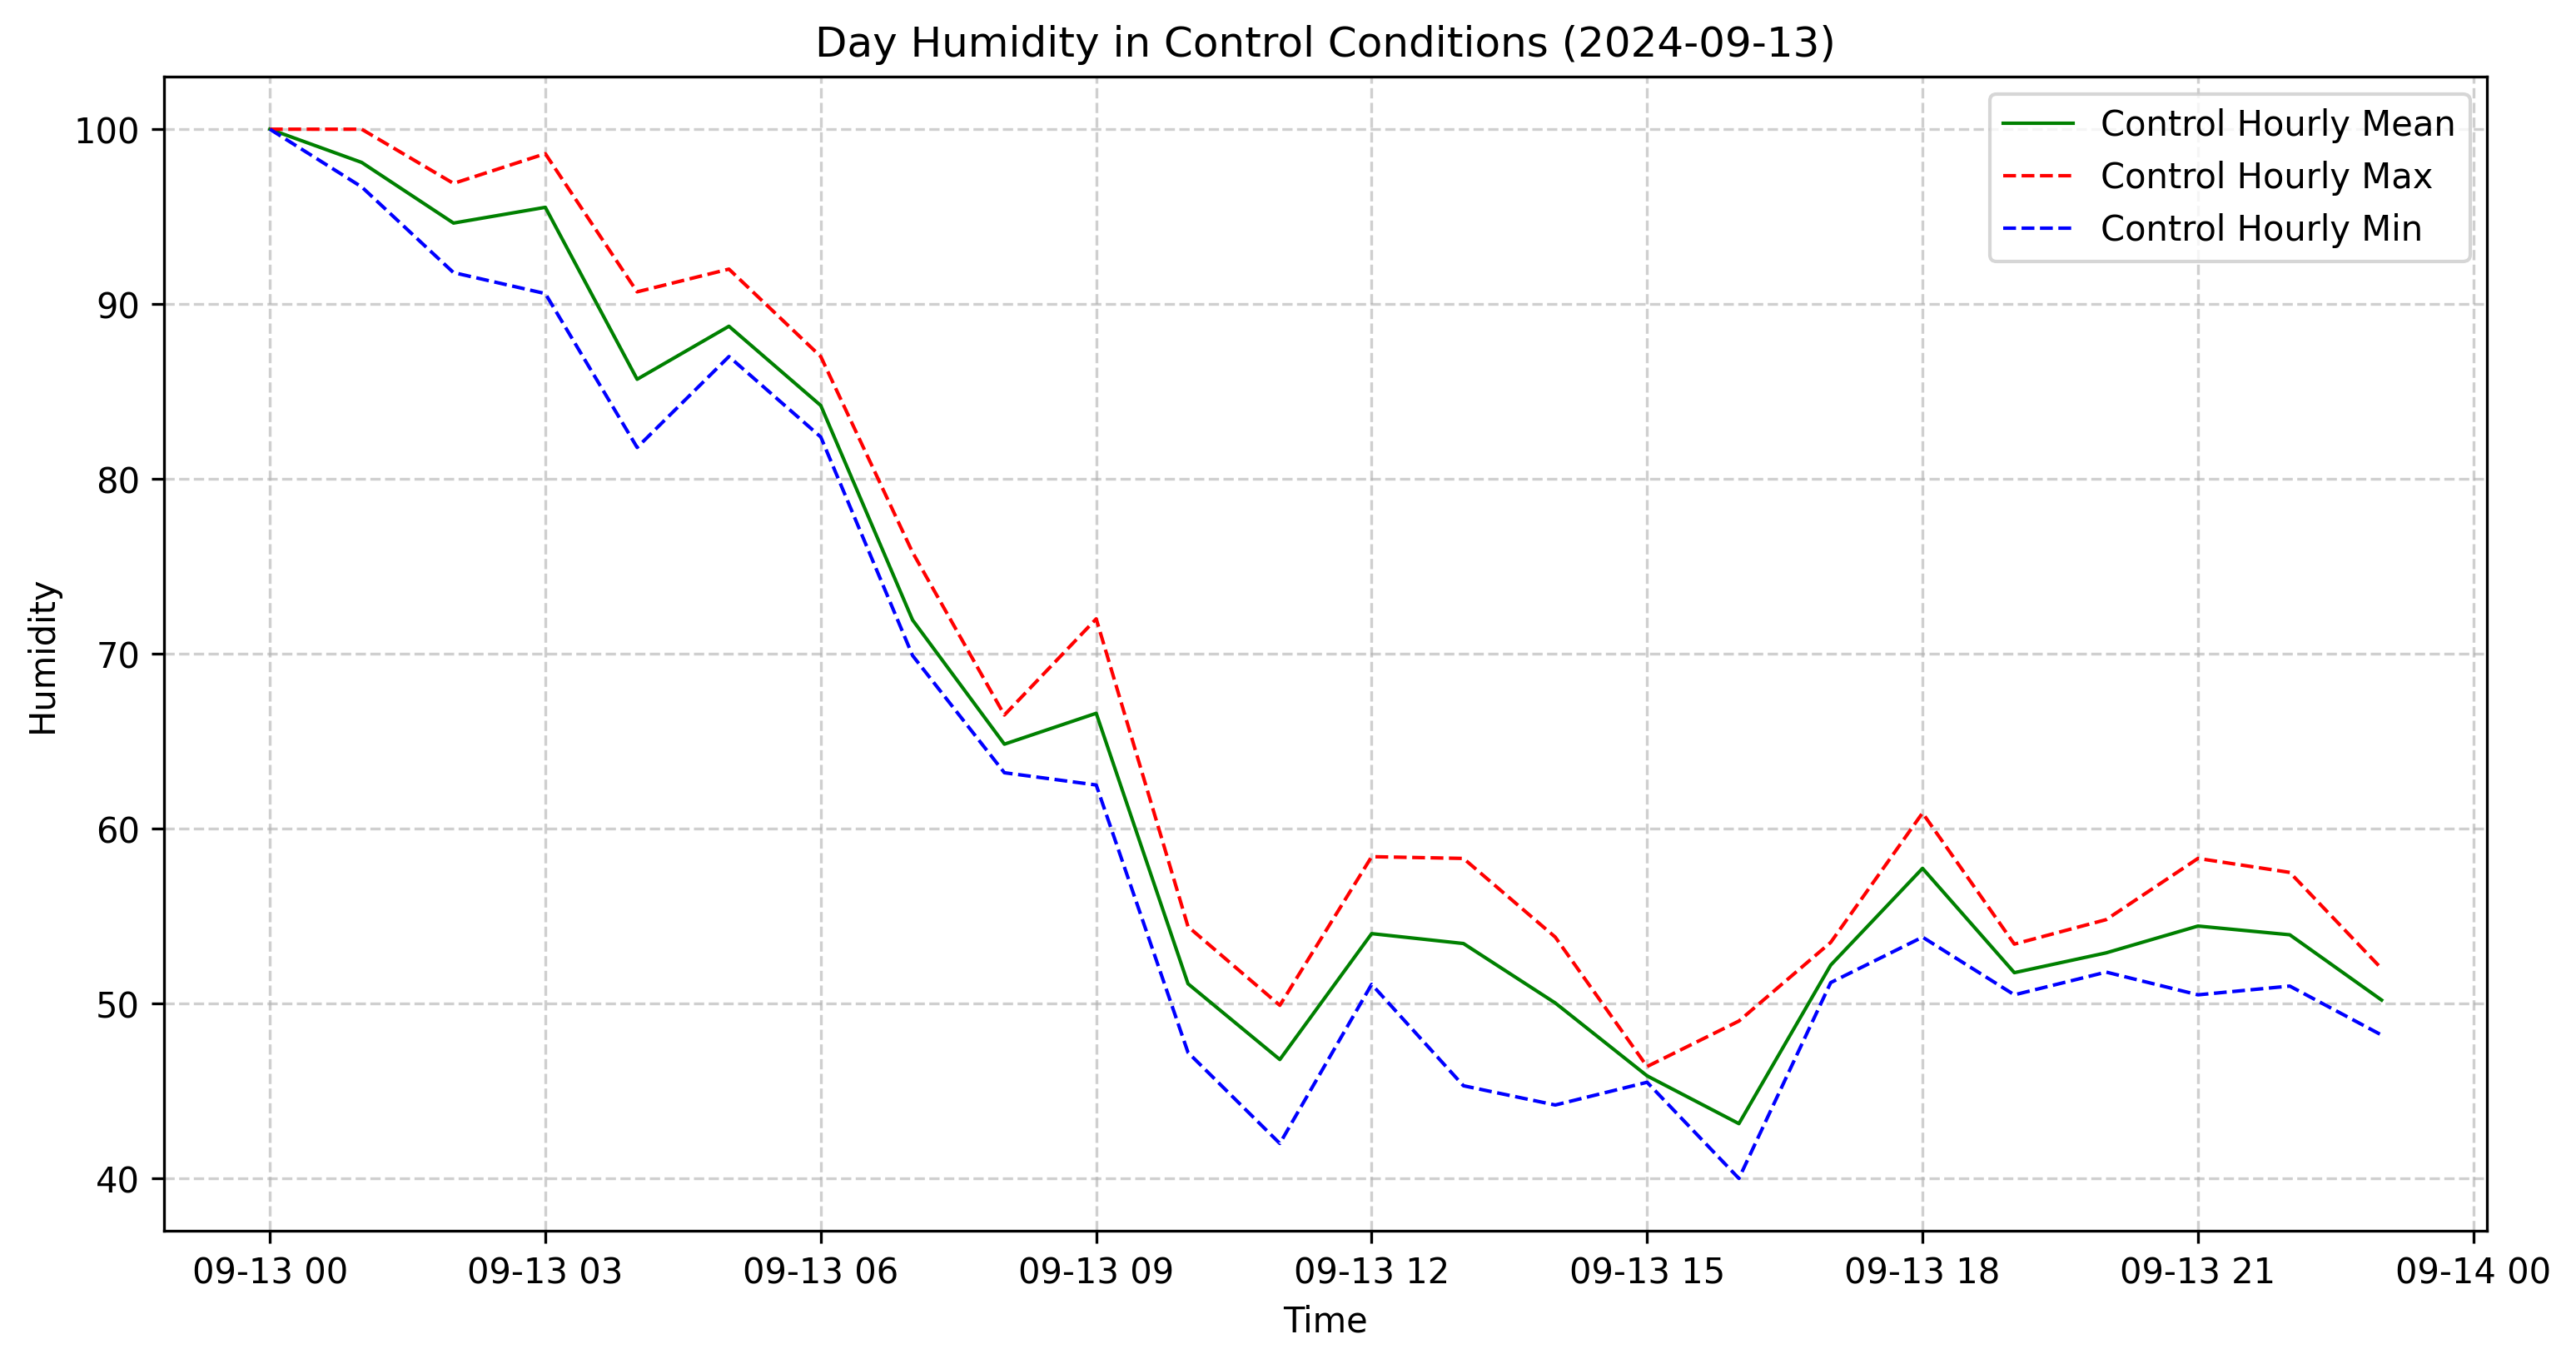 Day Humidity in Control Conditions (2024-09-13)
Control Hourly Mean
Control Hourly Max
Control Hourly Min
100
90
80
70
60
50
40
Humidity
09-13 00 09-13 03 09-13 06 09-13 09 09-13 12 09-13 15 09-13 18 09-13 21 09-14 00
Time